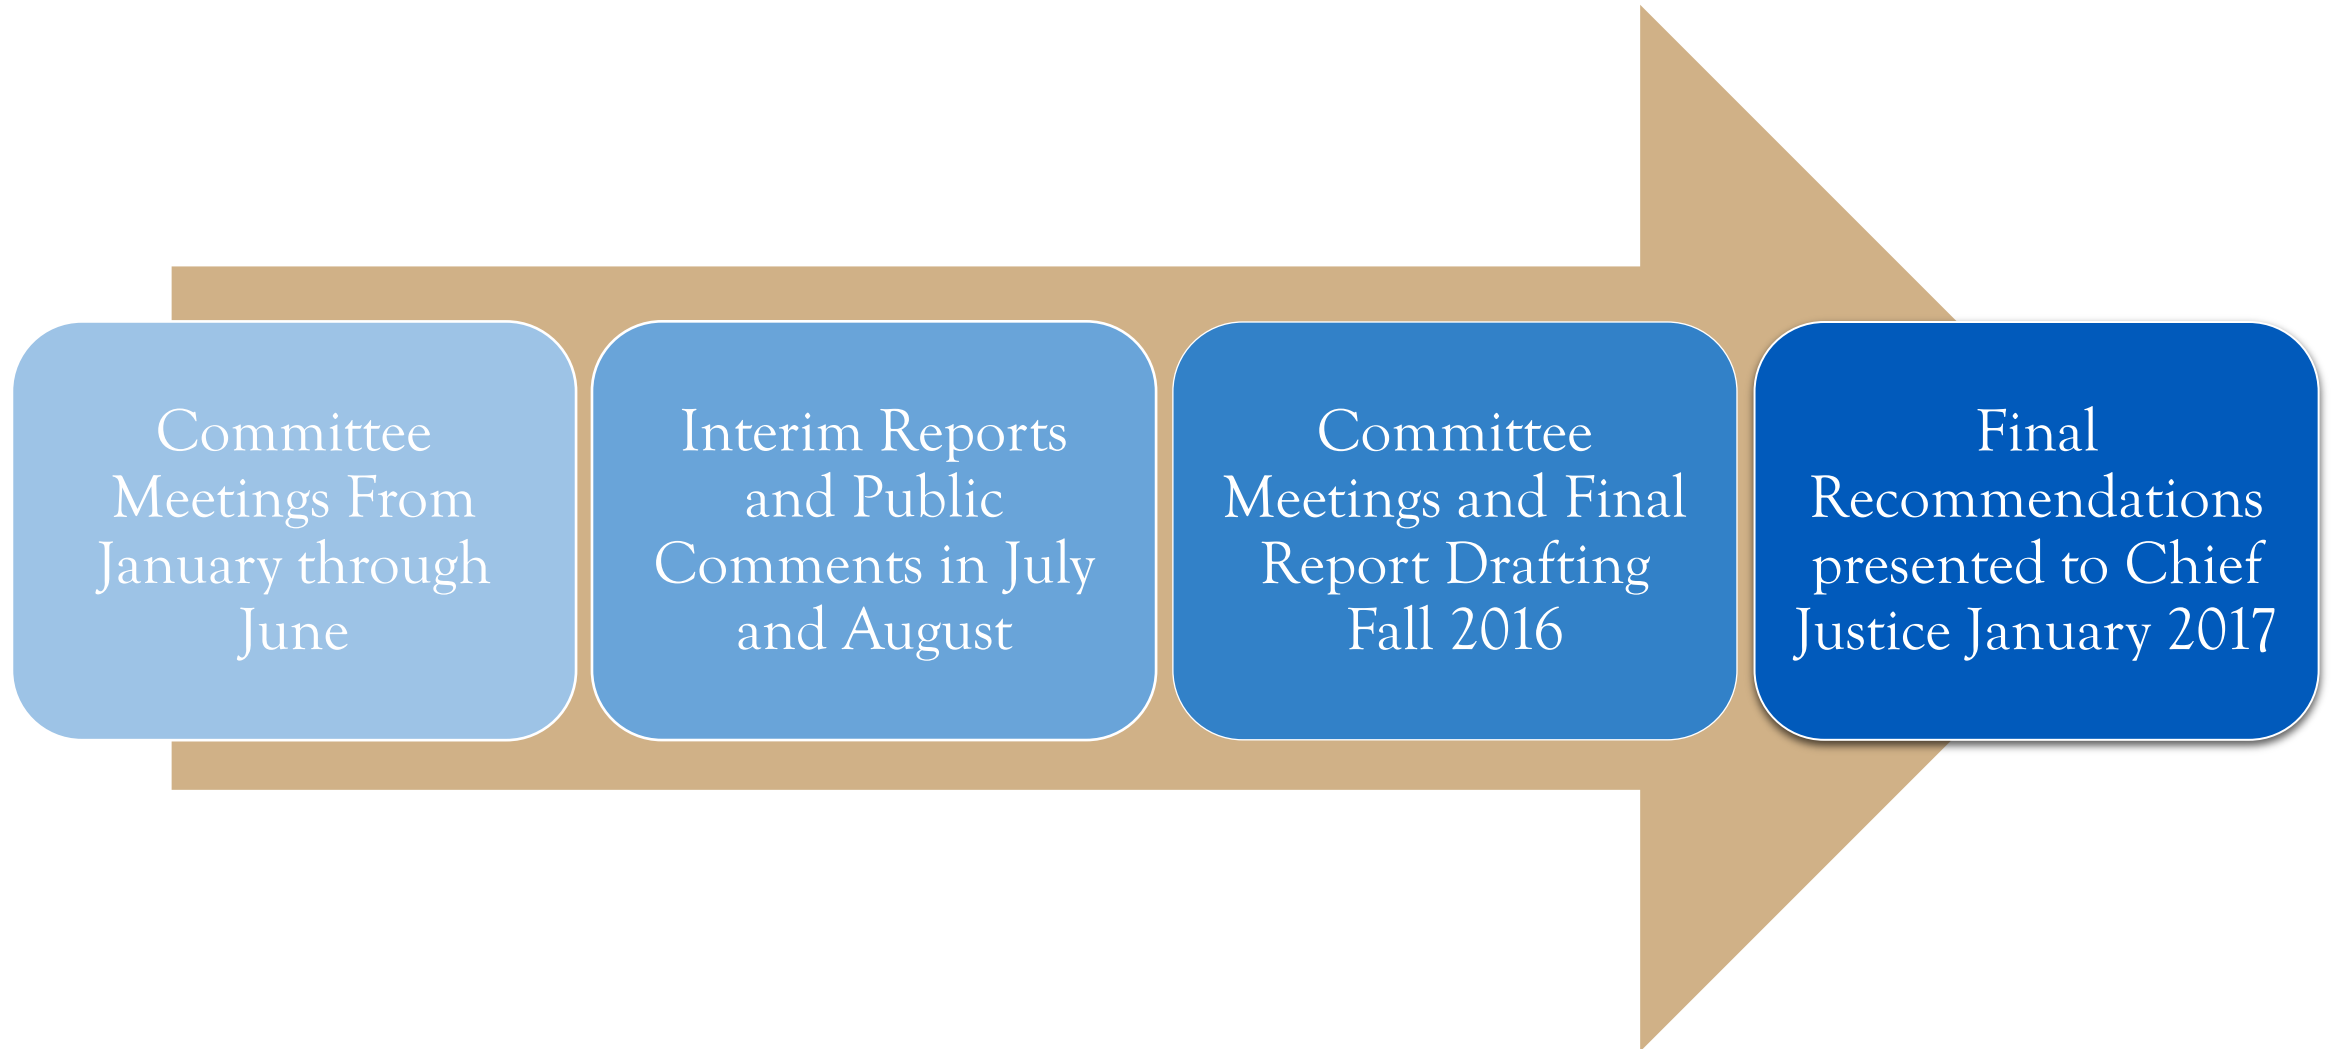 Committee
Meetings From
January through
June
Interim Reports
and Public
Comments in July
and August
Committee
Meetings and Final
Report Drafting
Fall 2016
Final
Recommendations
presented to Chief
Justice January 2017